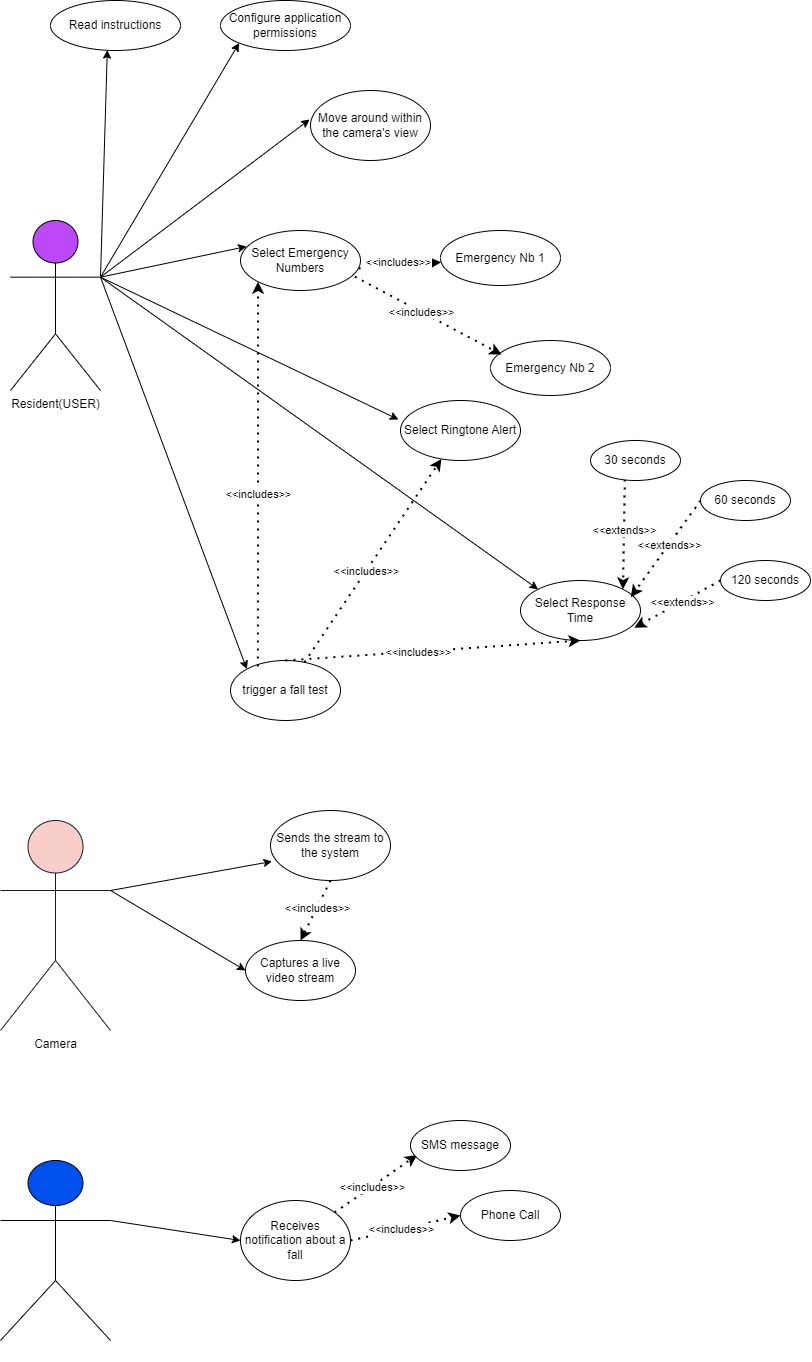 Read instructions
Configure application
permissions
Move around within
the camera's view
Select Emergency
Numbers
<<includes>>
Emergency Nb 1
<<includes>>
Emergency Nb 2
Resident(USER)
Select Ringtone Alert
30 seconds
60 seconds
<<includes>>
<<extends>>
<<extends>>
<<includes>>
120 seconds
<<extends>>
Select Response
Time
<<includes>>
trigger a fall test
Sends the stream to
the system
<<includes>>
Captures a live
video stream
Camera
SMS message
<<includes>>
Phone Call
<<includes>>
Receives
notification about a
fall